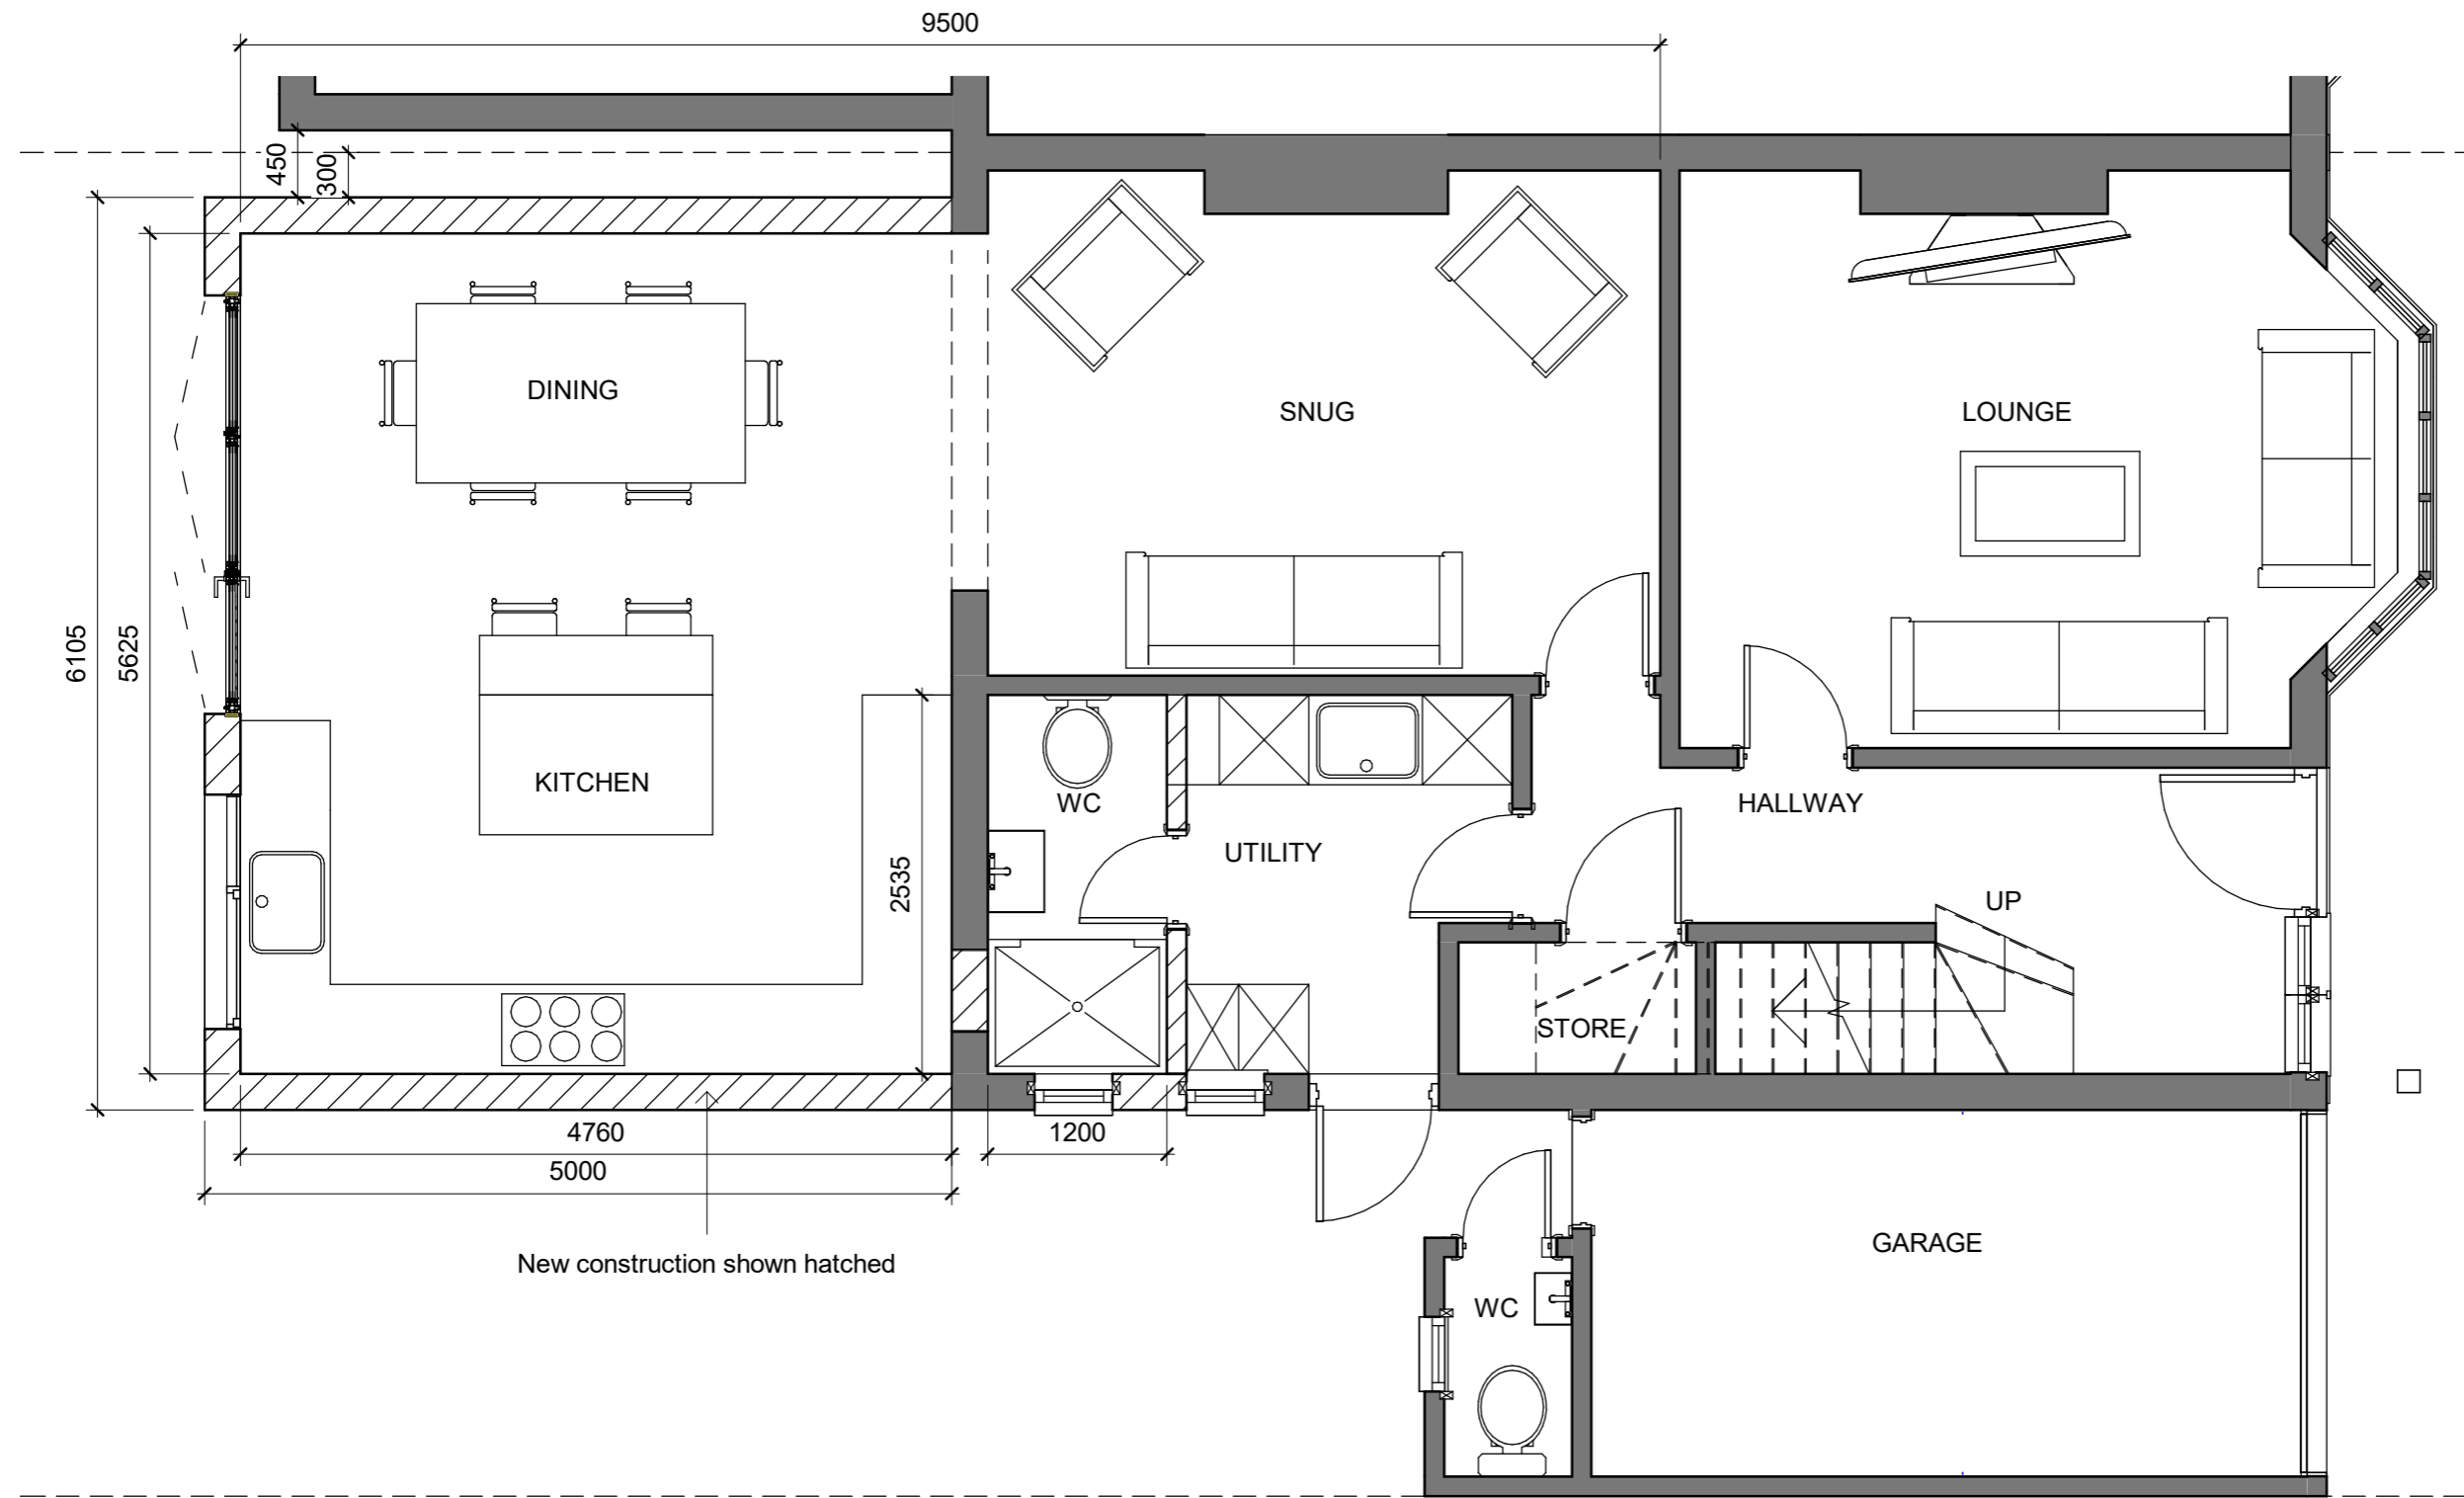 9500
450
300
DINING
SNUG
LOUNGE
6105
5625
KITCHEN
WC
HALLWAY
UTILITY
2535
UP
STORE
4760
1200
5000
New construction shown hatched
GARAGE
WC